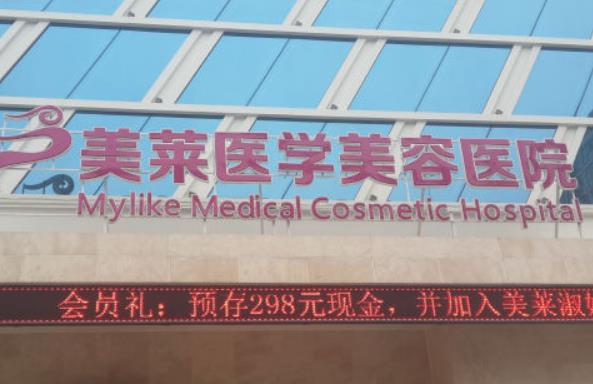 美莱医学美容医院
Mylike Medical Cosmetic Hospital
会员礼：预存298元现金，并加入美莱淑